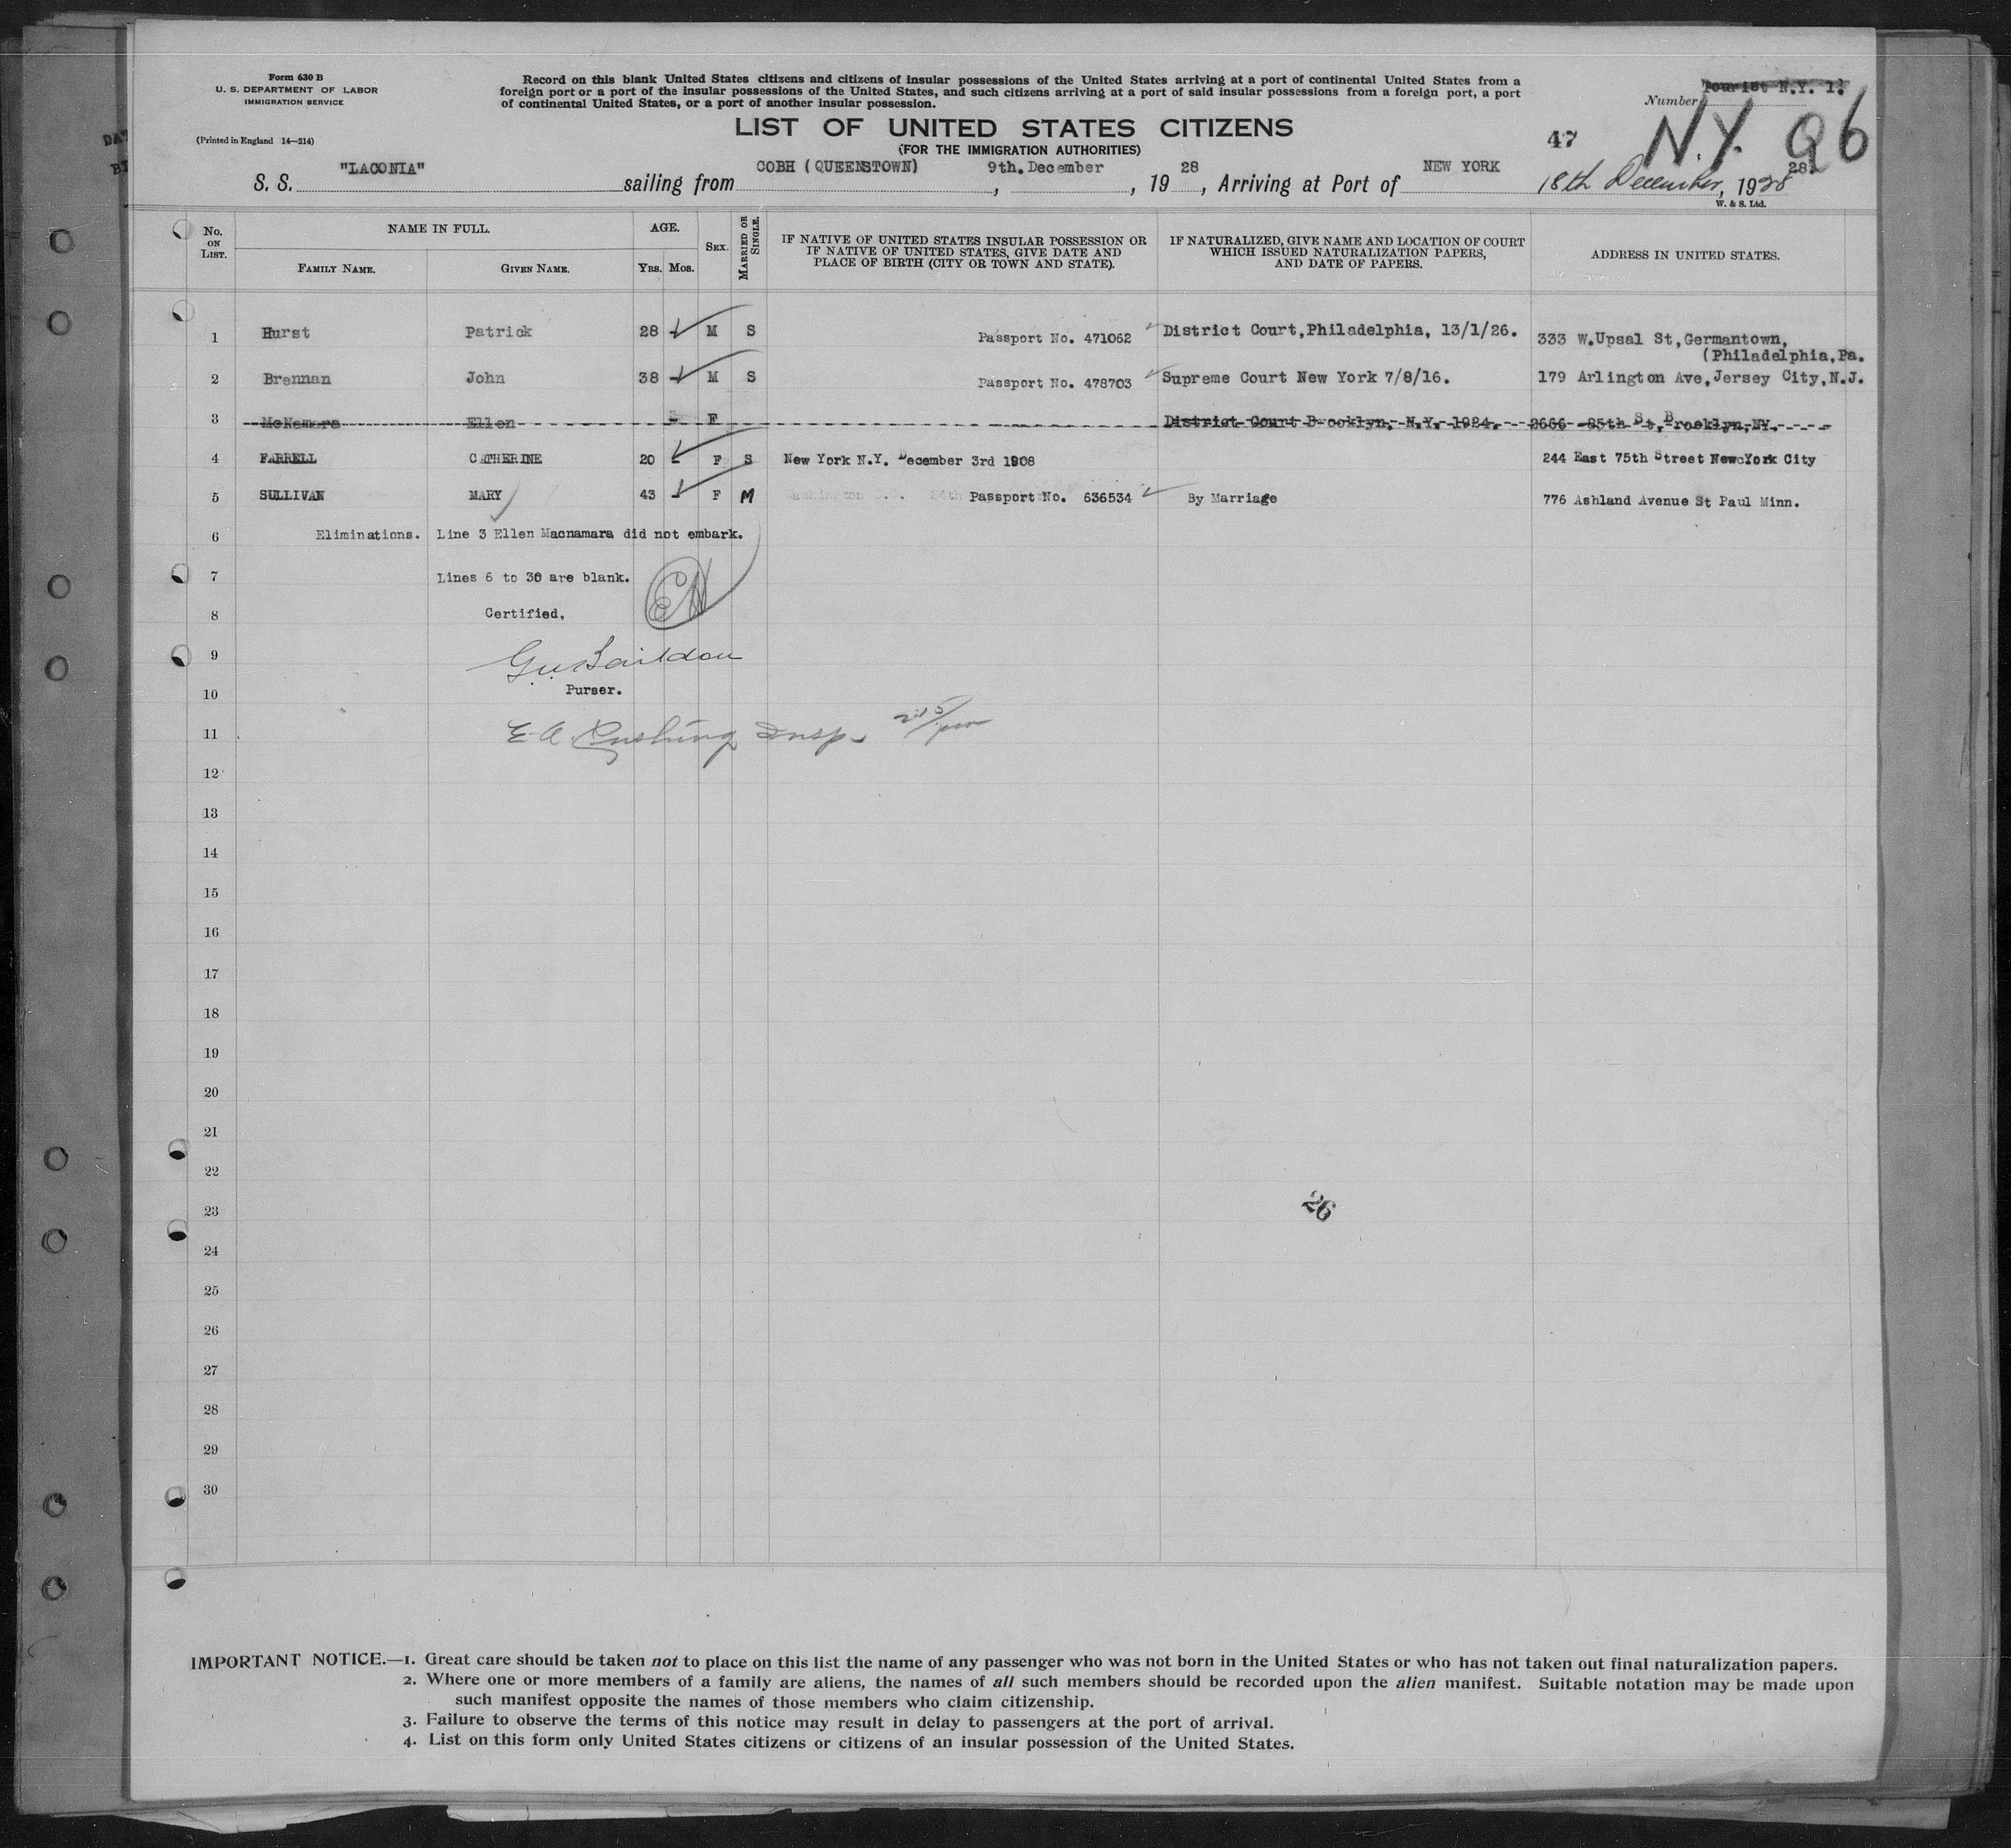 Form 630 B
U. S. DEPARTMENT OF LABOR
IMMIGRATION SERVICE
(Printed in England 14—214)
Record on this blank United States citizens and citizens of insular possessions of the United States arriving at a port of continental United States from a
foreign port or a port of the insular possessions of the United States, and such citizens arriving at a port of said insular possessions from a foreign port, a port
of continental United States, or a port of another insular possession.
LIST OF UNITED STATES CITIZENS
(FOR THE IMMIGRATION AUTHORITIES)
Number Tourist N.Y. 1.
47 N.Y. 96
S. S. "LACONIA" sailing from COBH (QUEENSTOWN), 9th. December, 19 28, Arriving at Port of NEW YORK 18th December, 1928
28.
W. & S. Ltd.
No. ON LIST.
NAME IN FULL.
FAMILY NAME. GIVEN NAME.
AGE.
YRS. MOS.
SEX.
MARRIED OR SINGLE.
IF NATIVE OF UNITED STATES INSULAR POSSESSION OR
IF NATIVE OF UNITED STATES, GIVE DATE AND
PLACE OF BIRTH (CITY OR TOWN AND STATE).
IF NATURALIZED, GIVE NAME AND LOCATION OF COURT
WHICH ISSUED NATURALIZATION PAPERS,
AND DATE OF PAPERS.
ADDRESS IN UNITED STATES.
1 Hurst Patrick 28 - M S Passport No. 471062 District Court, Philadelphia, 13/1/26. 333 W.Upsal St, Germantown,
(Philadelphia, Pa.
2 Brennan John 38 - M S Passport No. 478703 Supreme Court New York 7/8/16. 179 Arlington Ave, Jersey City, N.J.
3 McNamara Ellen - F District Court Brooklyn, N.Y. 1924. 2666 85th St, Brooklyn, NY.
4 FARRELL CATHERINE 20 - F S New York N.Y. December 3rd 1908 244 East 75th Street NewcYork City
5 SULLIVAN MARY 43 - F M Passport No. 636534 By Marriage 776 Ashland Avenue St Paul Minn.
6 Eliminations. Line 3 Ellen Macnamara did not embark.
7 Lines 6 to 30 are blank.
8 Certified,
9
10 Purser.
11 E. A. Cushing Insp. 215/pm
12
13
14
15
16
17
18
19
20
21
22
23
26
24
25
26
27
28
29
30
IMPORTANT NOTICE.—1. Great care should be taken not to place on this list the name of any passenger who was not born in the United States or who has not taken out final naturalization papers.
2. Where one or more members of a family are aliens, the names of all such members should be recorded upon the alien manifest. Suitable notation may be made upon
such manifest opposite the names of those members who claim citizenship.
3. Failure to observe the terms of this notice may result in delay to passengers at the port of arrival.
4. List on this form only United States citizens or citizens of an insular possession of the United States.